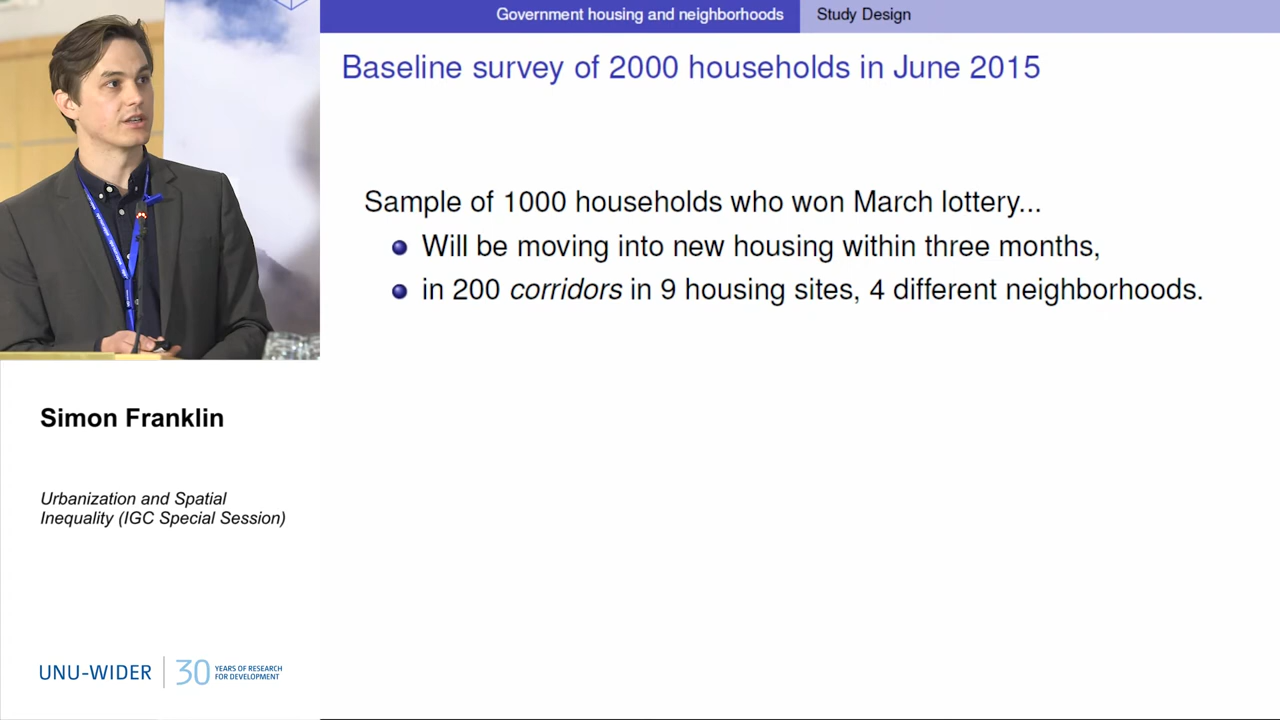 Government housing and neighborhoods
Study Design
Baseline survey of 2000 households in June 2015
Sample of 1000 households who won March lottery...
Will be moving into new housing within three months,
in 200 corridors in 9 housing sites, 4 different neighborhoods.
Simon Franklin
Urbanization and Spatial
Inequality (IGC Special Session)
UNU-WIDER
30
YEARS OF RESEARCH
FOR DEVELOPMENT